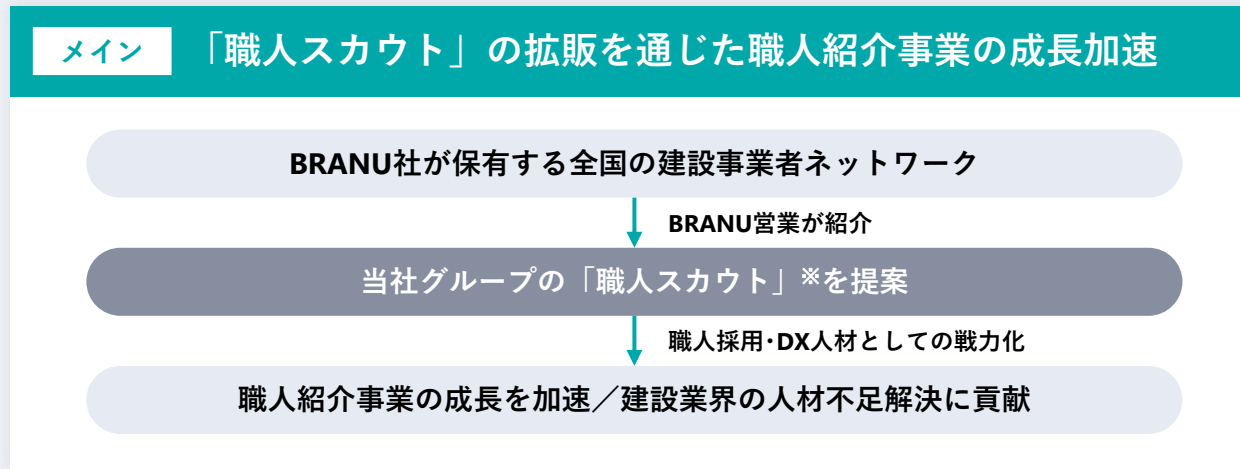 メイン
「職人スカウト」の拡販を通じた職人紹介事業の成長加速
BRANU社が保有する全国の建設事業者ネットワーク
BRANU営業が紹介
当社グループの「職人スカウト」※を提案
職人採用・DX人材としての戦力化
職人紹介事業の成長を加速／建設業界の人材不足解決に貢献